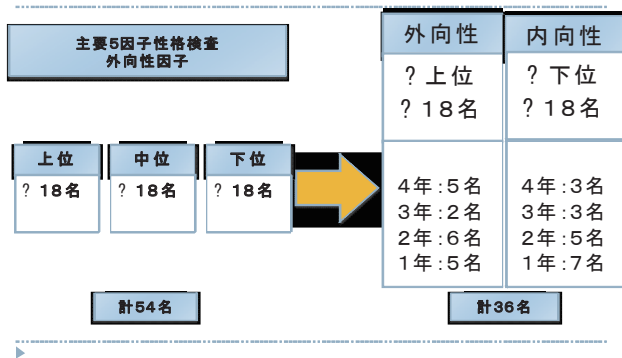 主要5因子性格検査
外向性因子
上位
? 18名
中位
? 18名
下位
? 18名
計54名
外向性
? 上位
? 18名
4年:5名
3年:2名
2年:6名
1年:5名
内向性
? 下位
? 18名
4年:3名
3年:3名
2年:5名
1年:7名
計36名